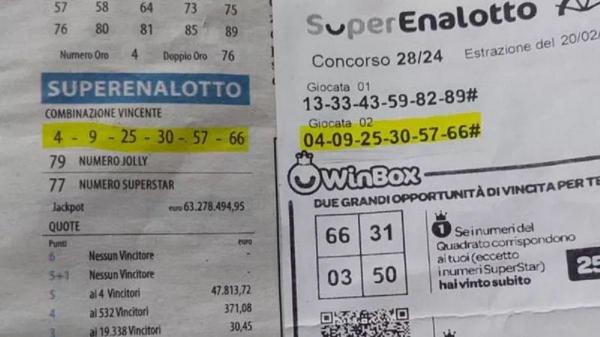 57 58 64 73 75
76 80 81 85 89
Numero Oro 4 Doppio Oro 76
SUPERENALOTTO
COMBINAZIONE VINCENTE
4 - 9 - 25 - 30 - 57 - 66
79 NUMERO JOLLY
77 NUMERO SUPERSTAR
Jackpot euro 63.278.494,95
QUOTE
Punti euro
6 Nessun Vincitore
5+1 Nessun Vincitore
5 ai 4 Vincitori 47.813,72
4 ai 532 Vincitori 371,08
3 ai 19.338 Vincitori 30,45
SuperEnalotto
Concorso 28/24 Estrazione del 20/02/
Giocata 01
13-33-43-59-82-89#
Giocata 02
04-09-25-30-57-66#
WinBox
DUE GRANDI OPPORTUNITÀ DI VINCITA PER TE
66 31
03 50
1 Se i numeri del
Quadrato corrispondono
ai tuoi (eccetto
i numeri SuperStar)
hai vinto subito
25